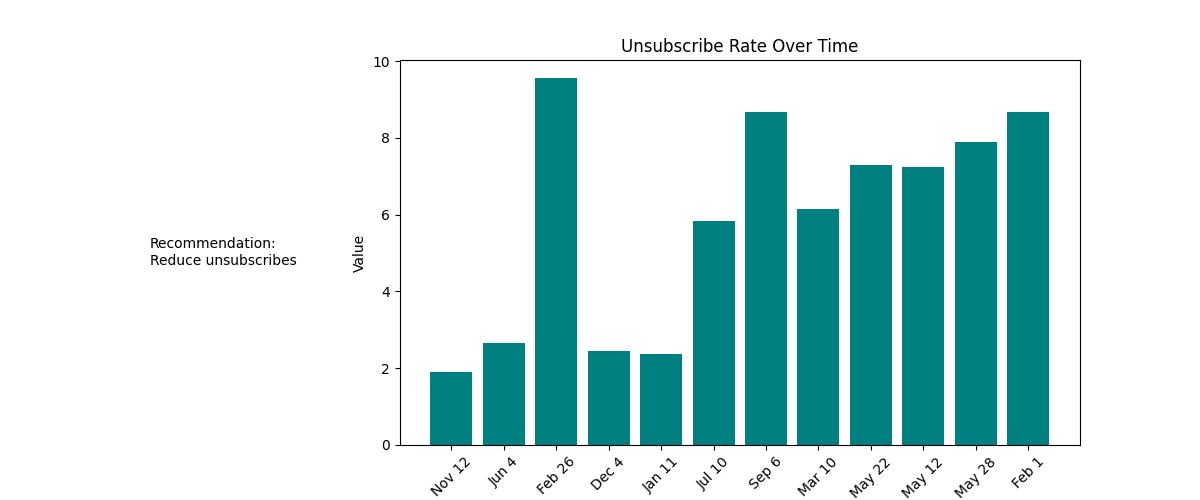 Unsubscribe Rate Over Time
Recommendation:
Reduce unsubscribes
Value
10
8
6
4
2
0
Nov 12
Jun 4
Feb 26
Dec 4
Jan 11
Jul 10
Sep 6
Mar 10
May 22
May 12
May 28
Feb 1